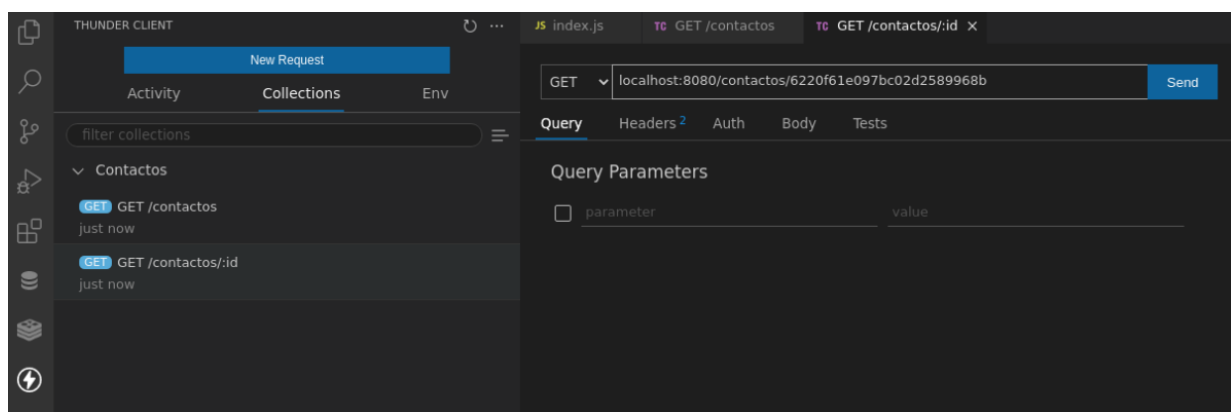 THUNDER CLIENT
New Request
Activity Collections Env
filter collections
Contactos
GET GET /contactos
just now
GET GET /contactos/:id
just now
JS index.js TC GET /contactos TC GET /contactos/:id
GET localhost:8080/contactos/6220f61e097bc02d2589968b Send
Query Headers 2 Auth Body Tests
Query Parameters
parameter value